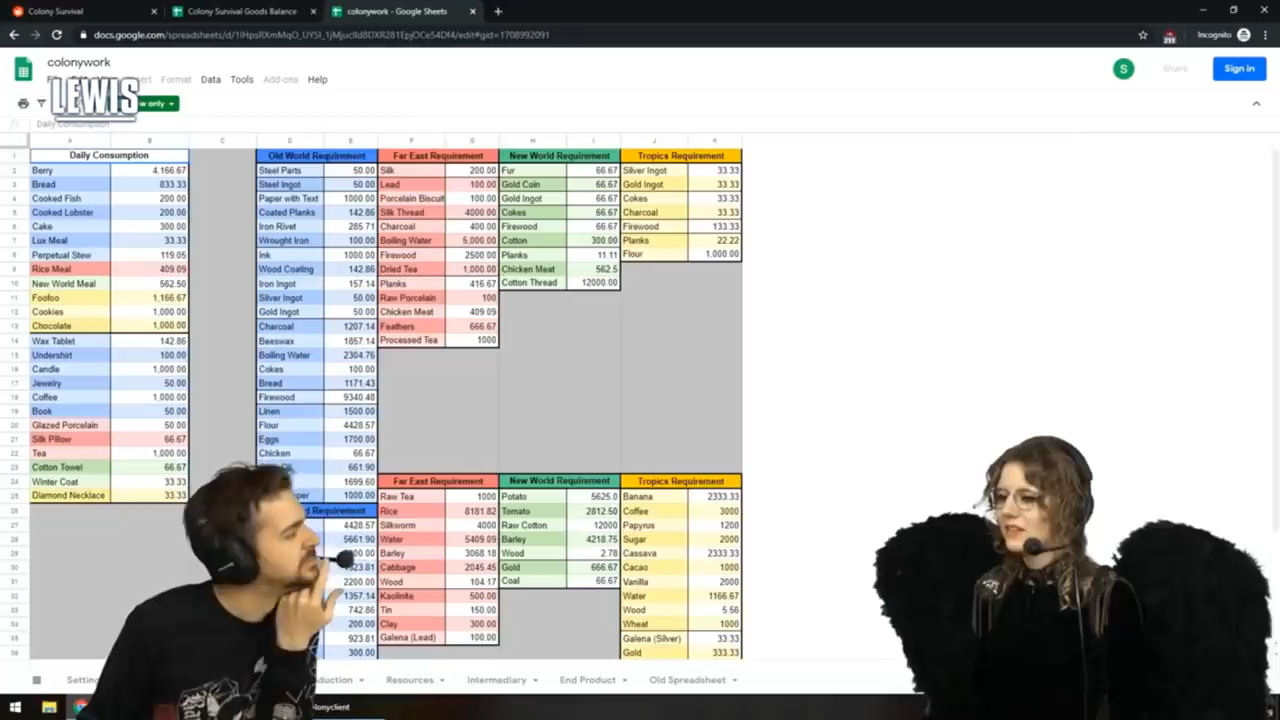 Colony Survival
Colony Survival Goods Balance
colonywork - Google Sheets
docs.google.com/spreadsheets/d/
Incognito
colonywork
Format Data Tools Add-ons Help
S
Share
Sign in
LEWIS
only
Daily Consumption
Daily Consumption
Berry 4,166.67
Bread 833.33
Cooked Fish 200.00
Cooked Lobster 200.00
Cake 300.00
Lux Meal 33.33
Perpetual Stew 119.05
Rice Meal 409.09
New World Meal 562.50
Foofoo 1,166.67
Cookies 1,000.00
Chocolate 1,000.00
Wax Tablet 142.86
Undershirt 100.00
Candle 1,000.00
Jewelry 50.00
Coffee 1,000.00
Book 50.00
Glazed Porcelain 50.00
Silk Pillow 66.67
Tea 1,000.00
Cotton Towel 66.67
Winter Coat 33.33
Diamond Necklace 33.33
Old World Requirement
Steel Parts 50.00
Steel Ingot 50.00
Paper with Text 1000.00
Coated Planks 142.86
Iron Rivet 285.71
Wrought Iron 100.00
Ink 1000.00
Wood Coating 142.86
Iron Ingot 157.14
Silver Ingot 50.00
Gold Ingot 50.00
Charcoal 1207.14
Beeswax 1857.14
Boiling Water 2304.76
Cokes 100.00
Bread 1171.43
Firewood 9340.48
Linen 1500.00
Flour 4428.57
Eggs 1700.00
Chicken 66.67
661.90
1699.60
1000.00
Requirement
4428.57
5661.90
2200.00
1357.14
742.86
200.00
923.81
300.00
Far East Requirement
Silk 200.00
Lead 100.00
Porcelain Biscuit 100.00
Silk Thread 4000.00
Charcoal 400.00
Boiling Water 5,000.00
Firewood 2500.00
Dried Tea 1,000.00
Planks 416.67
Raw Porcelain 100
Chicken Meat 409.09
Feathers 666.67
Processed Tea 1000
Far East Requirement
Raw Tea 1000
Rice 8181.82
Silkworm 4000
Water 5409.09
Barley 3068.18
Cabbage 2045.45
Wood 104.17
Kaolinite 500.00
Tin 150.00
Clay 300.00
Galena (Lead) 100.00
New World Requirement
Fur 66.67
Gold Coin 66.67
Gold Ingot 66.67
Cokes 66.67
Firewood 66.67
Cotton 300.00
Planks 11.11
Chicken Meat 562.5
Cotton Thread 12000.00
New World Requirement
Potato 5625.0
Tomato 2812.50
Raw Cotton 12000
Barley 4218.75
Wood 2.78
Gold 666.67
Coal 66.67
Tropics Requirement
Silver Ingot 33.33
Gold Ingot 33.33
Cokes 33.33
Charcoal 33.33
Firewood 133.33
Planks 22.22
Flour 1,000.00
Tropics Requirement
Banana 2333.33
Coffee 3000
Papyrus 1200
Sugar 2000
Cassava 2333.33
Cacao 1000
Vanilla 2000
Water 1166.67
Wood 5.56
Wheat 1000
Galena (Silver) 33.33
Gold 333.33
Resources Intermediary End Product Old Spreadsheet